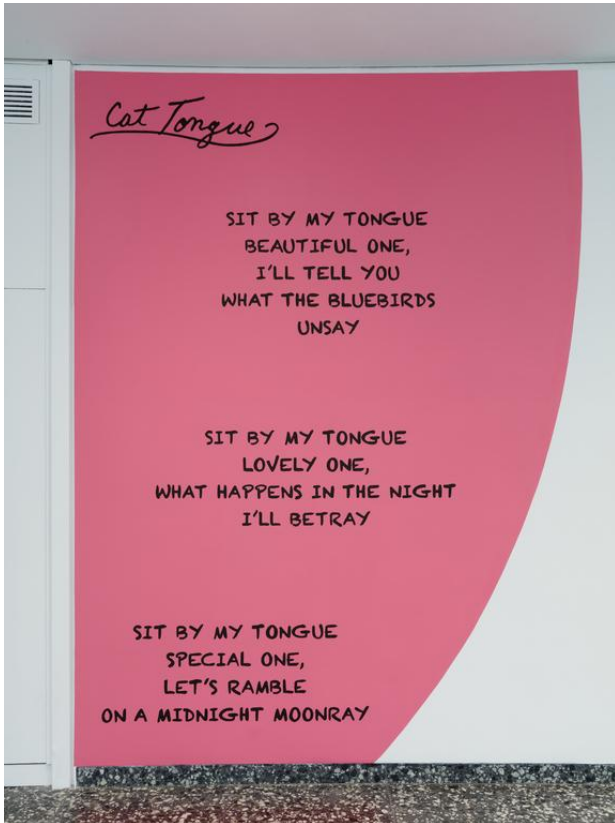 Cat Tongue
SIT BY MY TONGUE
BEAUTIFUL ONE,
I'LL TELL YOU
WHAT THE BLUEBIRDS
UNSAY
SIT BY MY TONGUE
LOVELY ONE,
WHAT HAPPENS IN THE NIGHT
I'LL BETRAY
SIT BY MY TONGUE
SPECIAL ONE,
LET'S RAMBLE
ON A MIDNIGHT MOONRAY